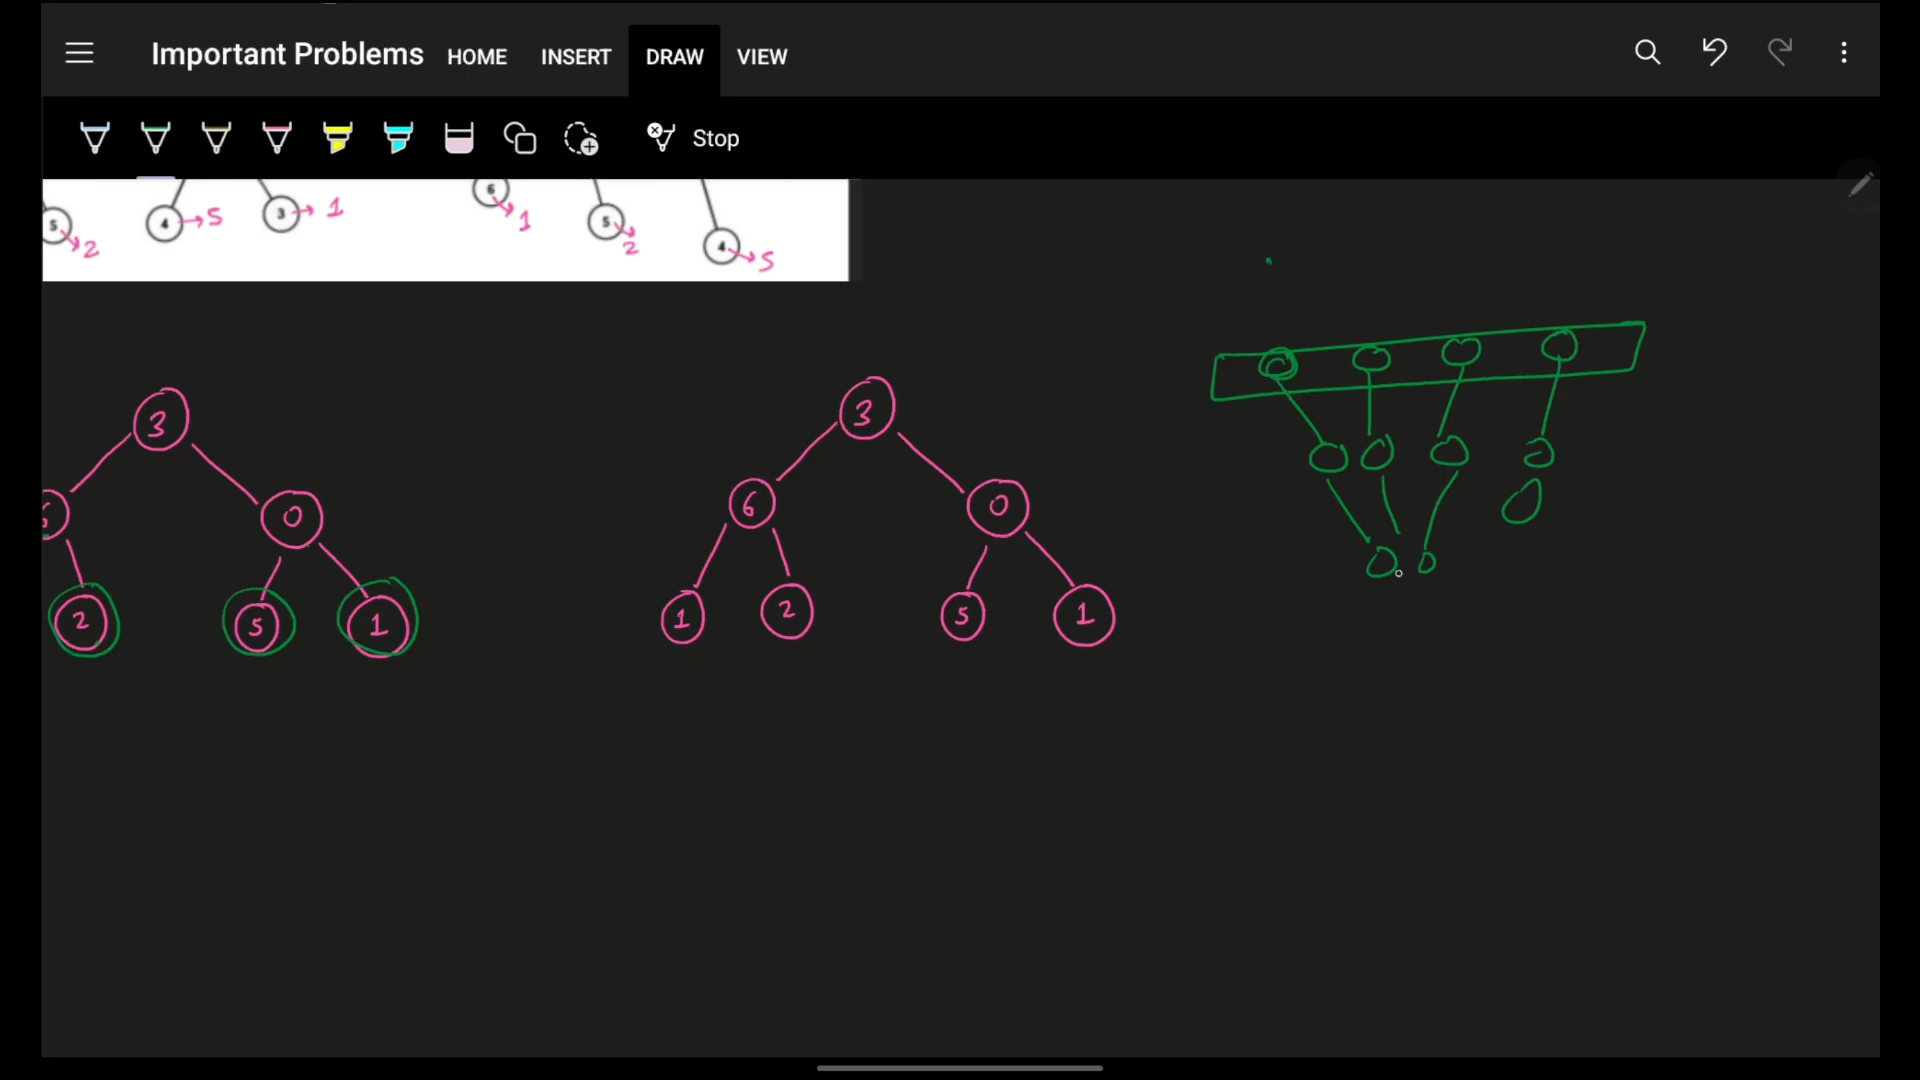 Important Problems HOME INSERT DRAW VIEW
Stop
5 → 2 4 → 5 3 → 1 6 → 1 5 → 2 4 → 5
3 3
0 6 0
2 5 1 1 2 5 1